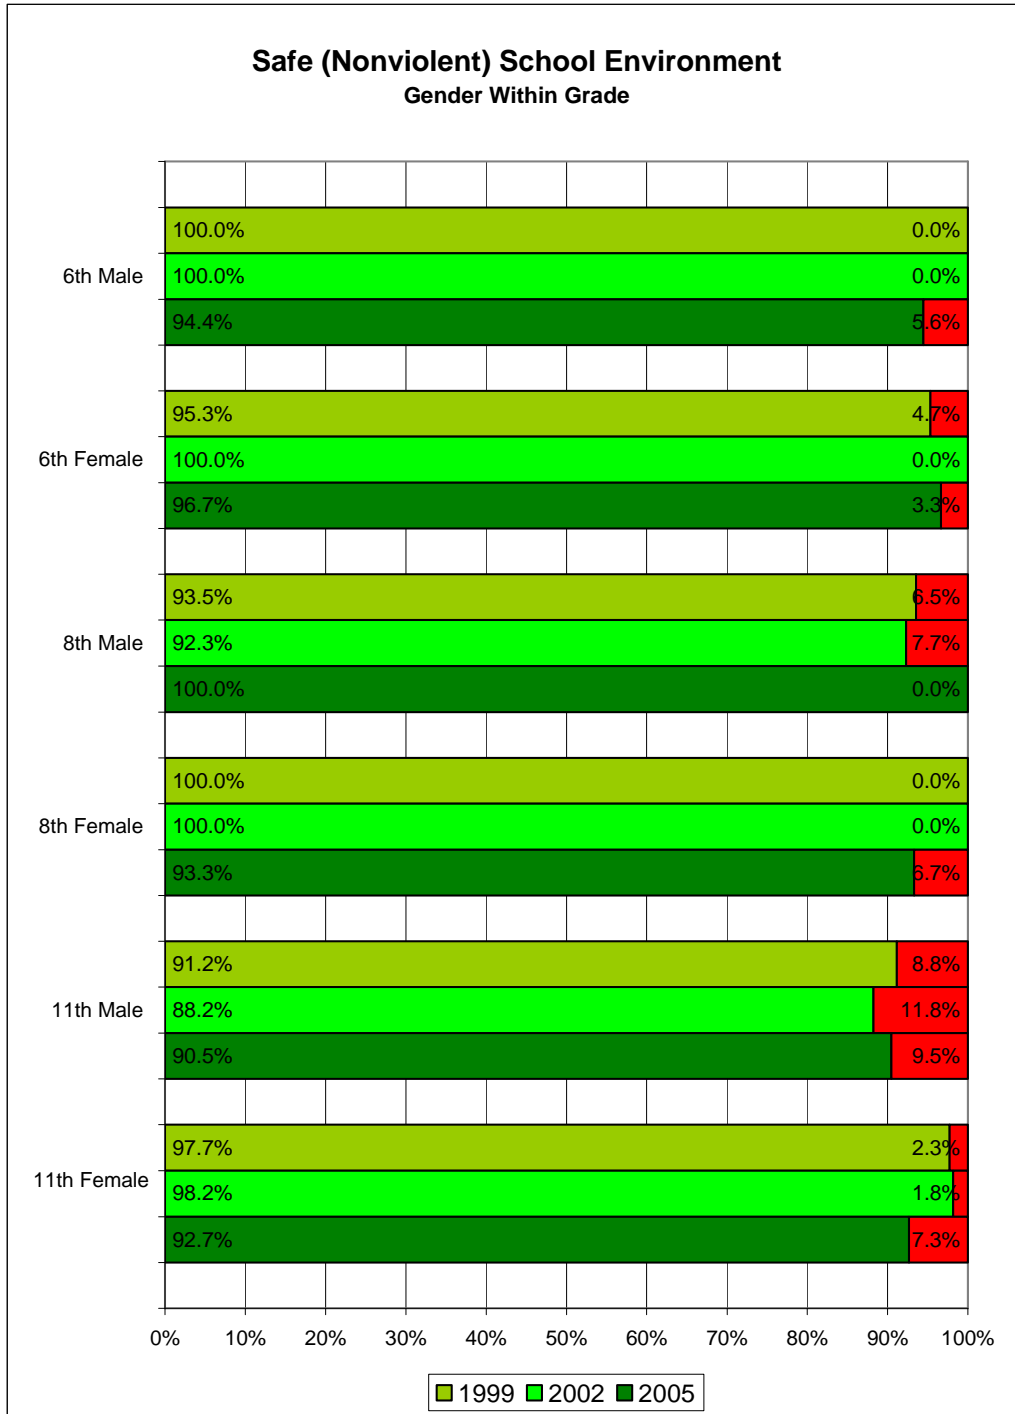 Safe (Nonviolent) School Environment
Gender Within Grade
100.0% 0.0%
6th Male 100.0% 0.0%
94.4% 5.6%
95.3% 4.7%
6th Female 100.0% 0.0%
96.7% 3.3%
93.5% 6.5%
8th Male 92.3% 7.7%
100.0% 0.0%
100.0% 0.0%
8th Female 100.0% 0.0%
93.3% 6.7%
91.2% 8.8%
11th Male 88.2% 11.8%
90.5% 9.5%
97.7% 2.3%
11th Female 98.2% 1.8%
92.7% 7.3%
0% 10% 20% 30% 40% 50% 60% 70% 80% 90% 100%
1999 2002 2005